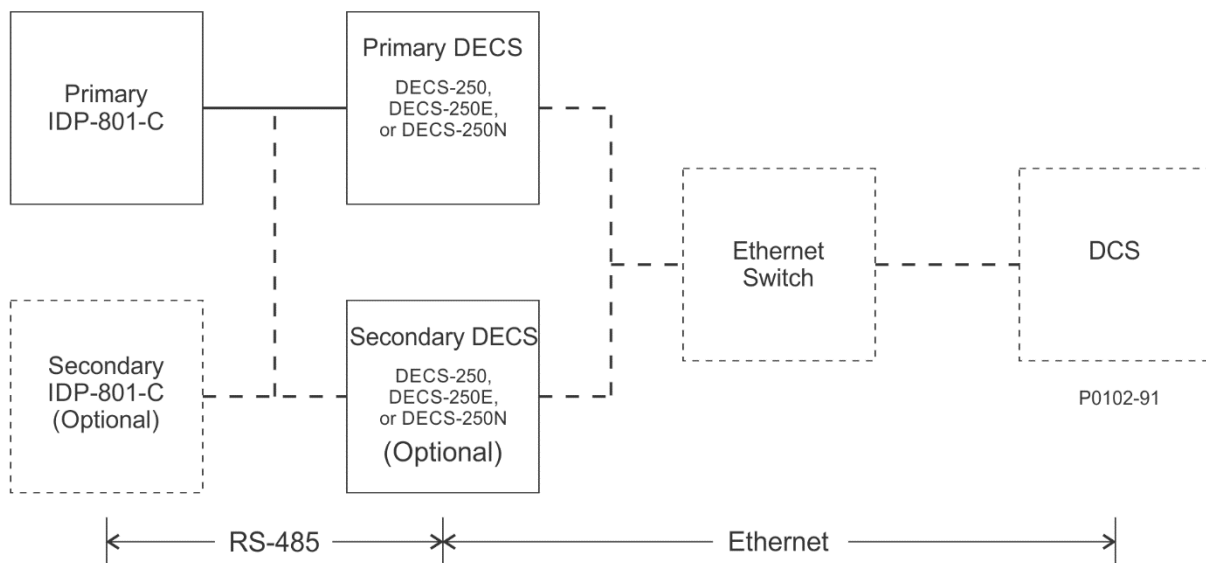 Primary
IDP-801-C
Primary DECS
DECS-250,
DECS-250E,
or DECS-250N
Ethernet
Switch
DCS
Secondary
IDP-801-C
(Optional)
Secondary DECS
DECS-250,
DECS-250E,
or DECS-250N
(Optional)
P0102-91
RS-485
Ethernet